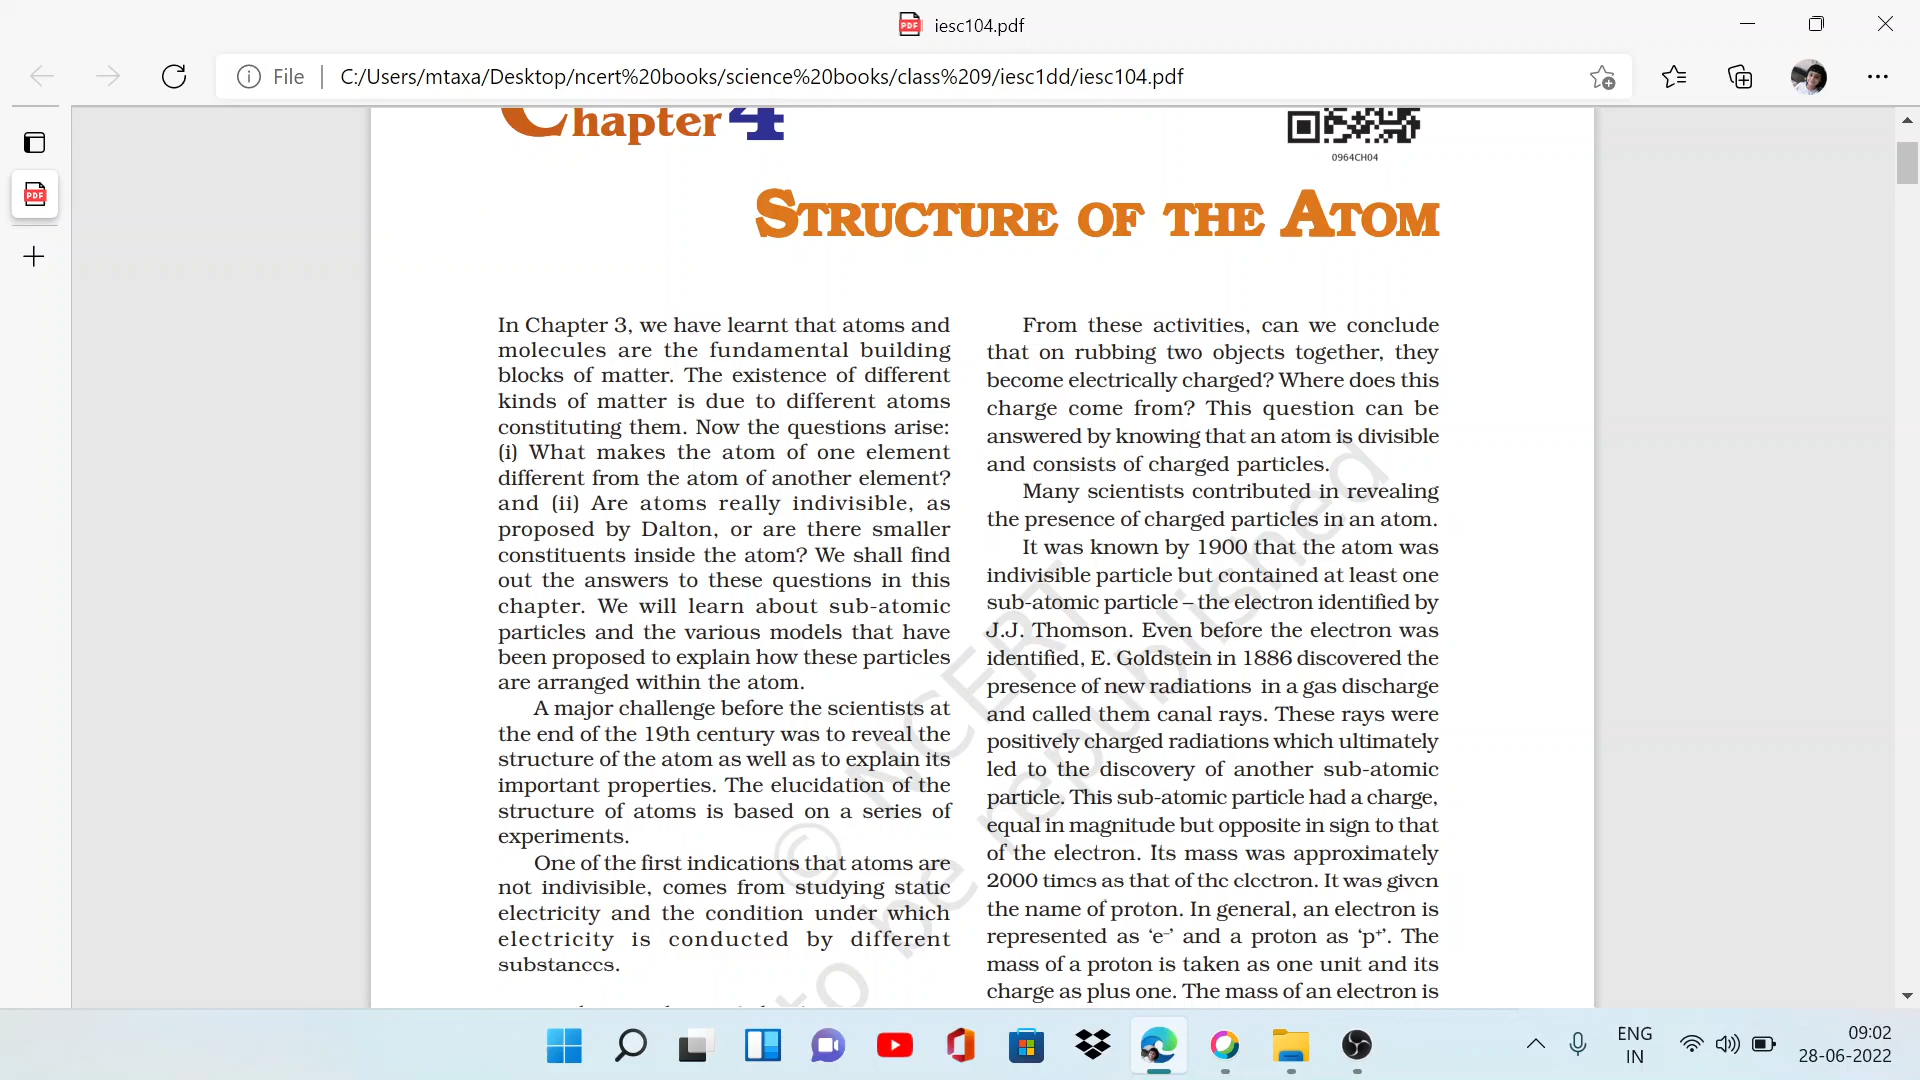 iesc104.pdf
File
C:/Users/mtaxa/Desktop/ncert%20books/science%20books/class%209/iesc1dd/iesc104.pdf
Chapter 4
0964CH04
STRUCTURE OF THE ATOM
In Chapter 3, we have learnt that atoms and
molecules are the fundamental building
blocks of matter. The existence of different
kinds of matter is due to different atoms
constituting them. Now the questions arise:
(i) What makes the atom of one element
different from the atom of another element?
and (ii) Are atoms really indivisible, as
proposed by Dalton, or are there smaller
constituents inside the atom? We shall find
out the answers to these questions in this
chapter. We will learn about sub-atomic
particles and the various models that have
been proposed to explain how these particles
are arranged within the atom.
A major challenge before the scientists at
the end of the 19th century was to reveal the
structure of the atom as well as to explain its
important properties. The elucidation of the
structure of atoms is based on a series of
experiments.
One of the first indications that atoms are
not indivisible, comes from studying static
electricity and the condition under which
electricity is conducted by different
substances.
From these activities, can we conclude
that on rubbing two objects together, they
become electrically charged? Where does this
charge come from? This question can be
answered by knowing that an atom is divisible
and consists of charged particles.
Many scientists contributed in revealing
the presence of charged particles in an atom.
It was known by 1900 that the atom was
indivisible particle but contained at least one
sub-atomic particle – the electron identified by
J.J. Thomson. Even before the electron was
identified, E. Goldstein in 1886 discovered the
presence of new radiations in a gas discharge
and called them canal rays. These rays were
positively charged radiations which ultimately
led to the discovery of another sub-atomic
particle. This sub-atomic particle had a charge,
equal in magnitude but opposite in sign to that
of the electron. Its mass was approximately
2000 times as that of the electron. It was given
the name of proton. In general, an electron is
represented as ‘e⁻’ and a proton as ‘p⁺’. The
mass of a proton is taken as one unit and its
charge as plus one. The mass of an electron is
© NCERT
to be republished
ENG
IN
09:02
28-06-2022